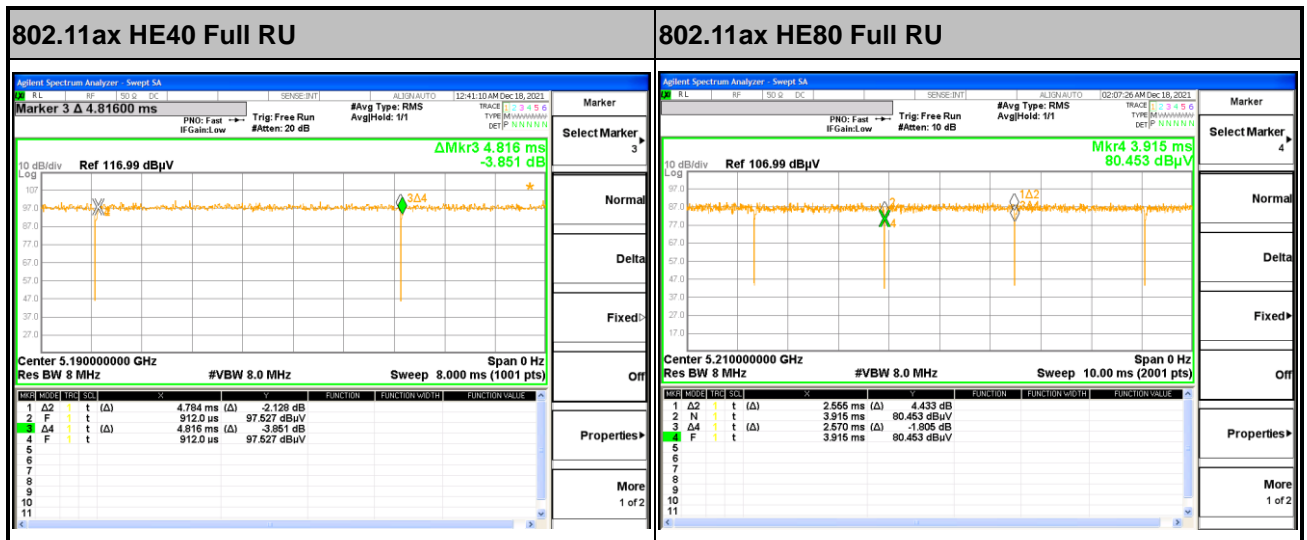 802.11ax HE40 Full RU
Agilent Spectrum Analyzer - Swept SA
RL RF 50 Ω DC SENSE:INT ALIGNAUTO 12:41:10 AM Dec 18, 2021
Marker 3 Δ 4.81600 ms
PNO: Fast
IFGain:Low
Trig: Free Run
#Atten: 20 dB
#Avg Type: RMS
Avg|Hold: 1/1
TRACE 1 2 3 4 5 6
TYPE M
DET P N N N N N
ΔMkr3 4.816 ms
-3.851 dB
10 dB/div Ref 116.99 dBµV
Log
107
97.0
87.0
77.0
67.0
57.0
47.0
37.0
27.0
3Δ4
Center 5.190000000 GHz Span 0 Hz
Res BW 8 MHz #VBW 8.0 MHz Sweep 8.000 ms (1001 pts)
MKR MODE TRC SCL X Y FUNCTION FUNCTION WIDTH FUNCTION VALUE
1 Δ2 1 t (Δ) 4.784 ms (Δ) -2.128 dB
2 F 1 t 912.0 µs 97.527 dBµV
3 Δ4 1 t (Δ) 4.816 ms (Δ) -3.851 dB
4 F 1 t 912.0 µs 97.527 dBµV
5
6
7
8
9
10
11
Marker
Select Marker
3
Normal
Delta
Fixed
Off
Properties
More
1 of 2
802.11ax HE80 Full RU
Agilent Spectrum Analyzer - Swept SA
RL RF 50 Ω DC SENSE:INT ALIGNAUTO 02:07:26 AM Dec 18, 2021
PNO: Fast
IFGain:Low
Trig: Free Run
#Atten: 10 dB
#Avg Type: RMS
Avg|Hold: 1/1
TRACE 1 2 3 4 5 6
TYPE M
DET P N N N N N
Mkr4 3.915 ms
80.453 dBµV
10 dB/div Ref 106.99 dBµV
Log
97.0
87.0
77.0
67.0
57.0
47.0
37.0
27.0
17.0
2
4
1Δ2
Center 5.210000000 GHz Span 0 Hz
Res BW 8 MHz #VBW 8.0 MHz Sweep 10.00 ms (2001 pts)
MKR MODE TRC SCL X Y FUNCTION FUNCTION WIDTH FUNCTION VALUE
1 Δ2 1 t (Δ) 2.555 ms (Δ) 4.433 dB
2 N 1 t 3.915 ms 80.453 dBµV
3 Δ4 1 t (Δ) 2.570 ms (Δ) -1.805 dB
4 F 1 t 3.915 ms 80.453 dBµV
5
6
7
8
9
10
11
Marker
Select Marker
4
Normal
Delta
Fixed
Off
Properties
More
1 of 2